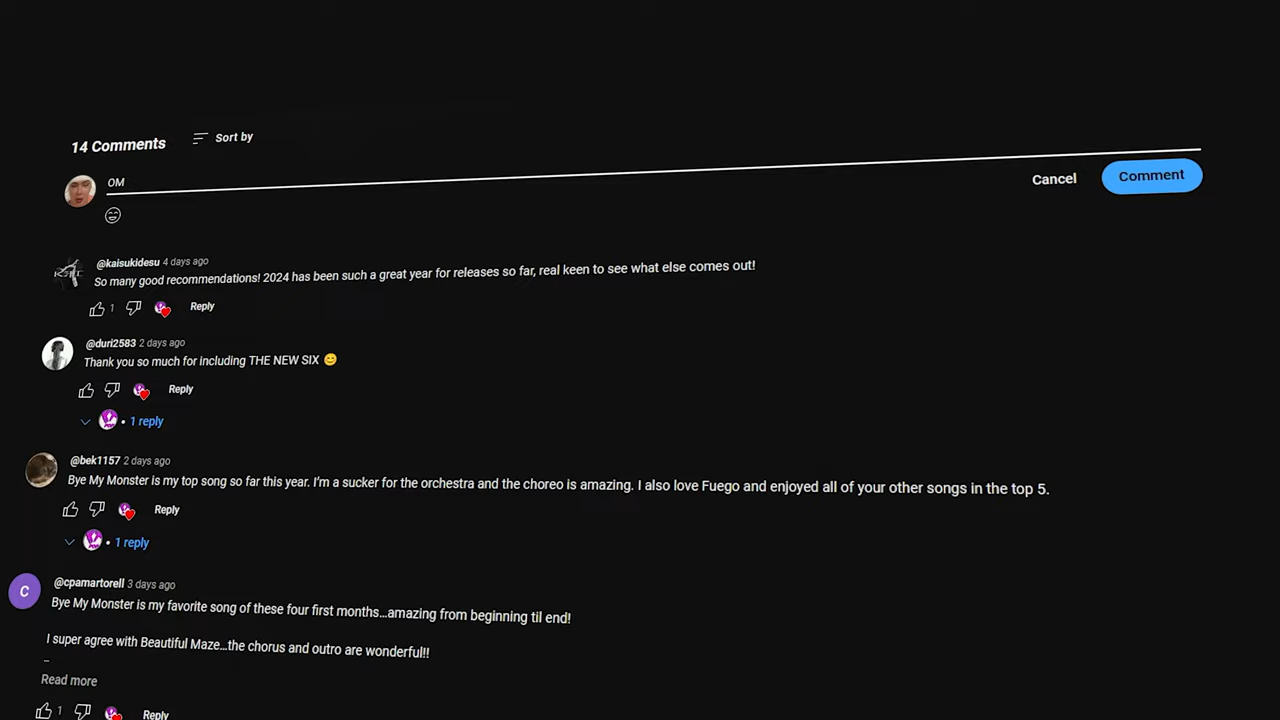 14 Comments
Sort by
OM
Cancel
Comment
@kaisukidesu 4 days ago
So many good recommendations! 2024 has been such a great year for releases so far, real keen to see what else comes out!
1
Reply
@duri2583 2 days ago
Thank you so much for including THE NEW SIX 😊
Reply
• 1 reply
@bek1157 2 days ago
Bye My Monster is my top song so far this year. I'm a sucker for the orchestra and the choreo is amazing. I also love Fuego and enjoyed all of your other songs in the top 5.
Reply
• 1 reply
C
@cpamartorell 3 days ago
Bye My Monster is my favorite song of these four first months…amazing from beginning til end!
I super agree with Beautiful Maze…the chorus and outro are wonderful!!
Read more
1
Reply